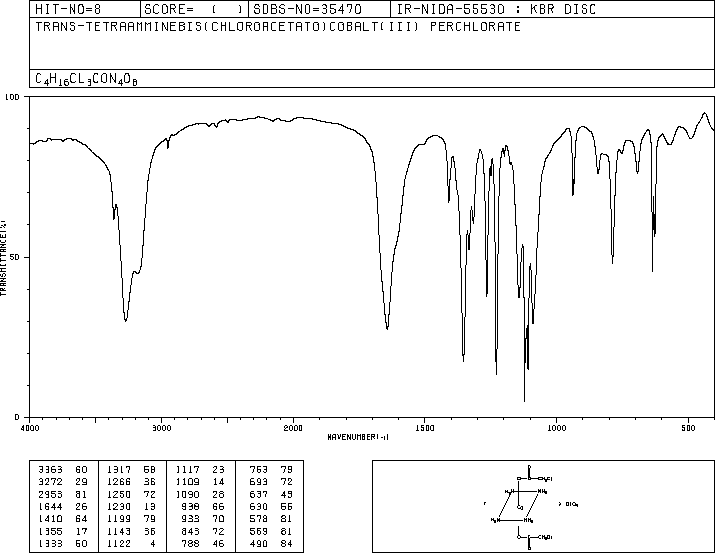 HIT-NO=8 SCORE= ( ) SDBS-NO=35470 IR-NIDA-55530 : KBR DISC
TRANS-TETRAAMMINEBIS(CHLOROACETATO)COBALT(III) PERCHLORATE
C4H16CL3CON4O8
100
50
0
TRANSMITTANCE(%)
4000 3000 2000 1500 1000 500
WAVENUMBER(-1)
3363 60 1317 58 1117 23 763 79
3272 29 1266 36 1109 14 693 72
2953 81 1250 72 1090 28 637 43
1644 26 1230 13 938 66 630 55
1410 64 1199 79 933 70 578 81
1355 17 1143 36 843 72 569 81
1333 60 1122 4 788 46 490 84